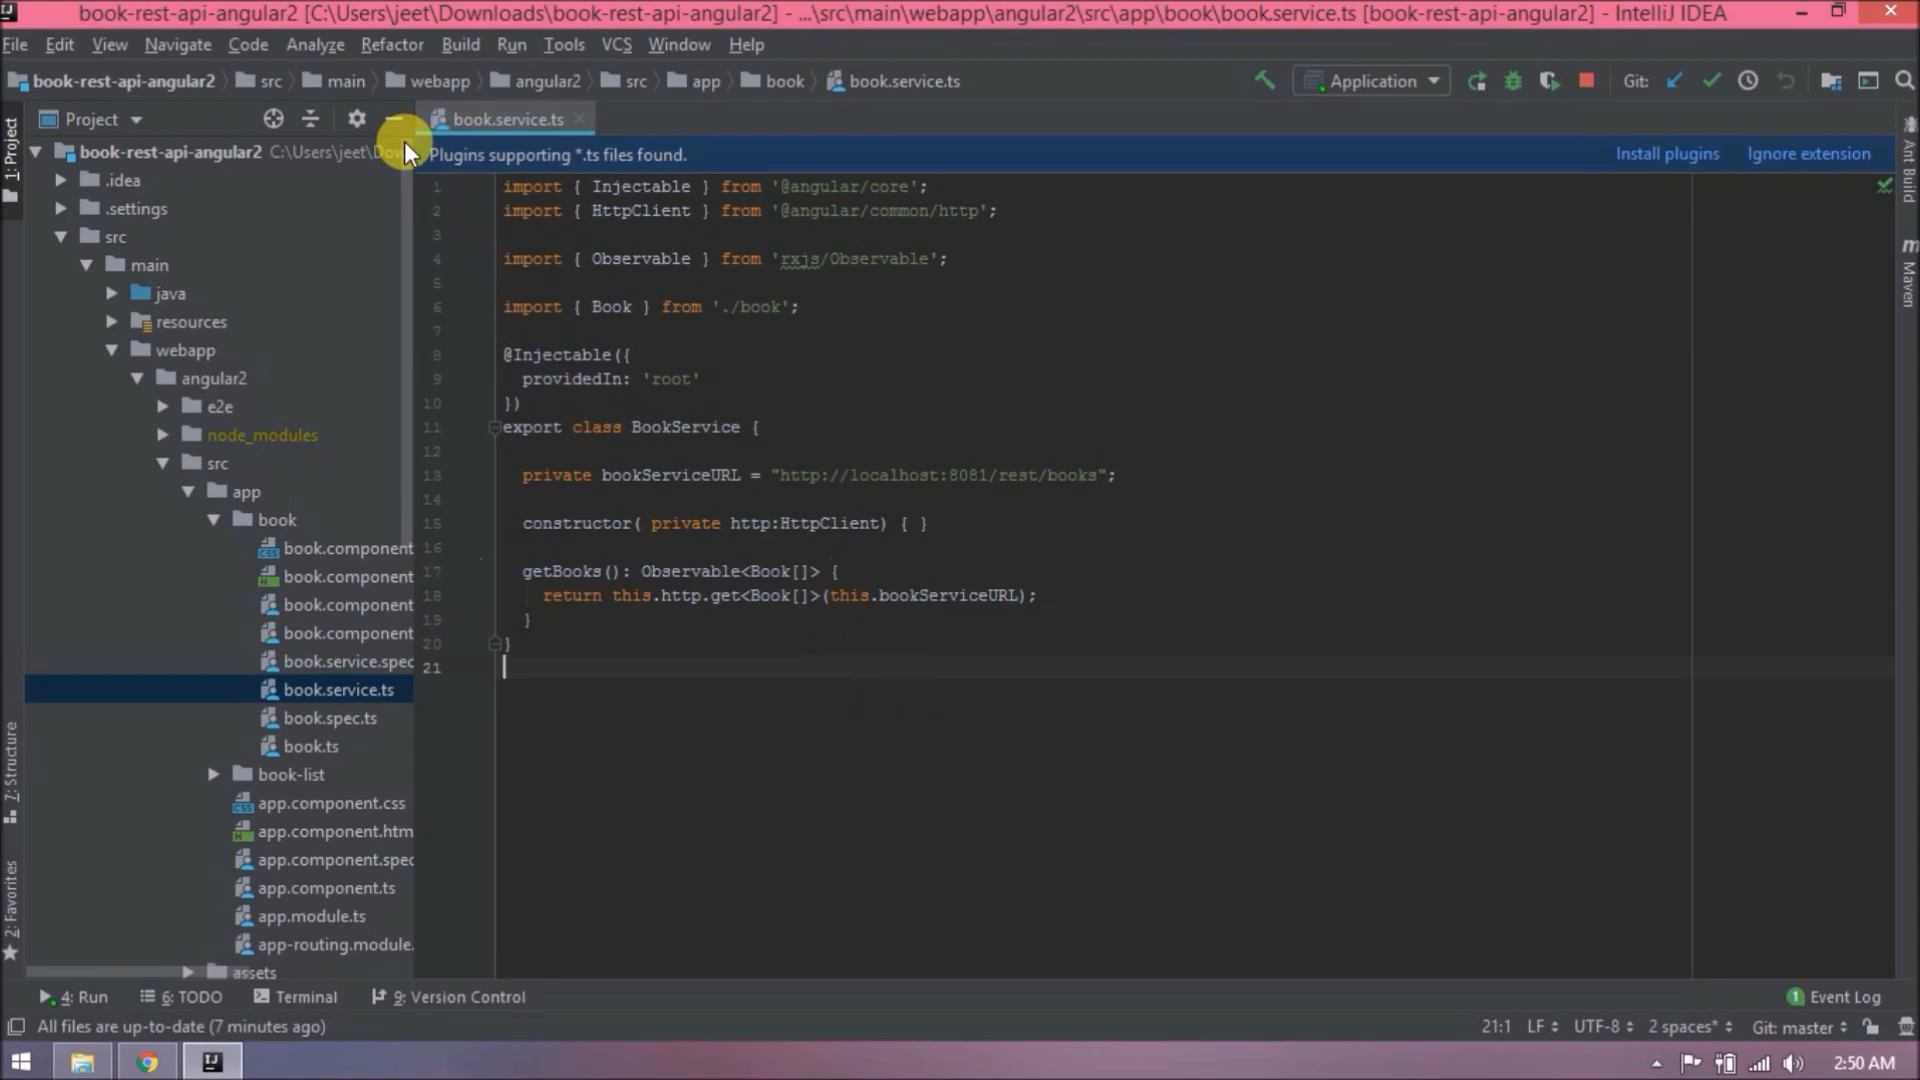 book-rest-api-angular2 [C:\Users\jeet\Downloads\book-rest-api-angular2] - ...\src\main\webapp\angular2\src\app\book\book.service.ts [book-rest-api-angular2] - IntelliJ IDEA
File Edit View Navigate Code Analyze Refactor Build Run Tools VCS Window Help
book-rest-api-angular2 src main webapp angular2 src app book book.service.ts Application Git:
Project book.service.ts
1: Project
7: Structure
2: Favorites
Ant Build
Maven
Plugins supporting *.ts files found. Install plugins Ignore extension
book-rest-api-angular2 C:\Users\jeet\Dow
.idea
.settings
src
main
java
resources
webapp
angular2
e2e
node_modules
src
app
book
book.component
book.component
book.component
book.component
book.service.spec
book.service.ts
book.spec.ts
book.ts
book-list
app.component.css
app.component.htm
app.component.spec
app.component.ts
app.module.ts
app-routing.module.
assets
1 import { Injectable } from '@angular/core';
2 import { HttpClient } from '@angular/common/http';
3
4 import { Observable } from 'rxjs/Observable';
5
6 import { Book } from './book';
7
8 @Injectable({
9 providedIn: 'root'
10 })
11 export class BookService {
12
13 private bookServiceURL = "http://localhost:8081/rest/books";
14
15 constructor( private http:HttpClient) { }
16
17 getBooks(): Observable<Book[]> {
18 return this.http.get<Book[]>(this.bookServiceURL);
19 }
20 }
21
4: Run 6: TODO Terminal 9: Version Control 1 Event Log
All files are up-to-date (7 minutes ago) 21:1 LF UTF-8 2 spaces* Git: master
2:50 AM